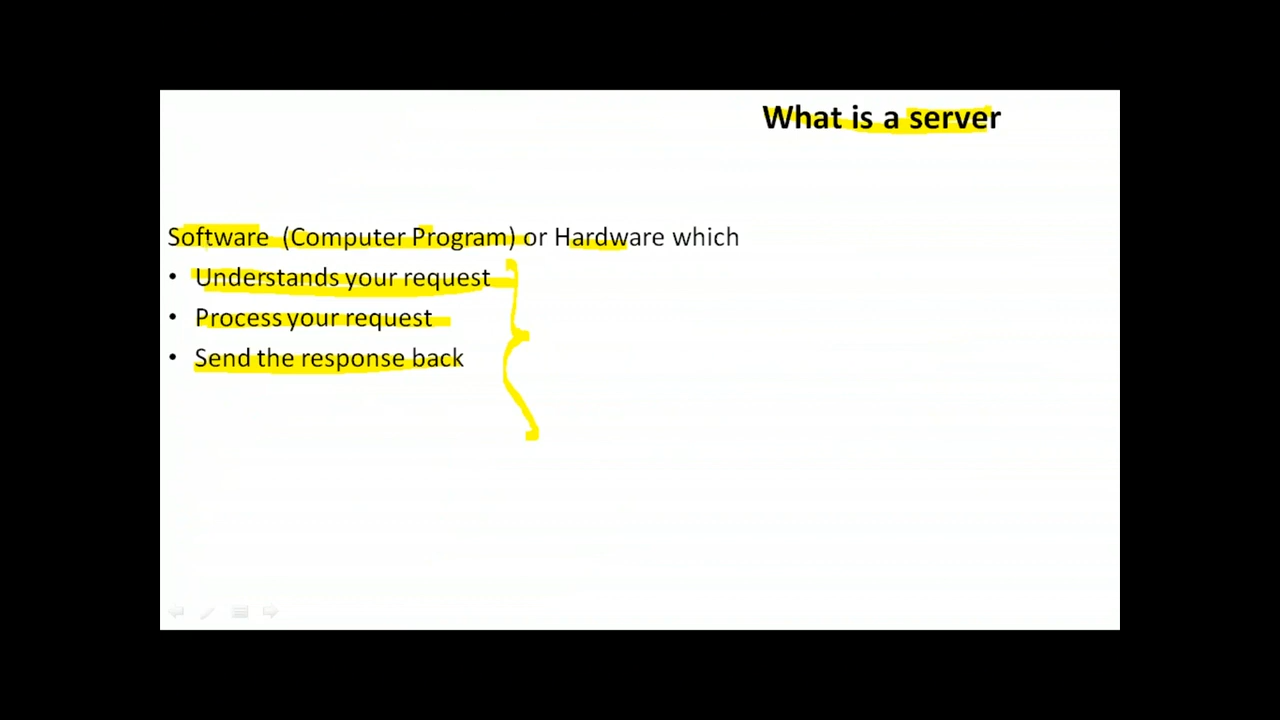 What is a server
Software (Computer Program) or Hardware which
• Understands your request
• Process your request
• Send the response back